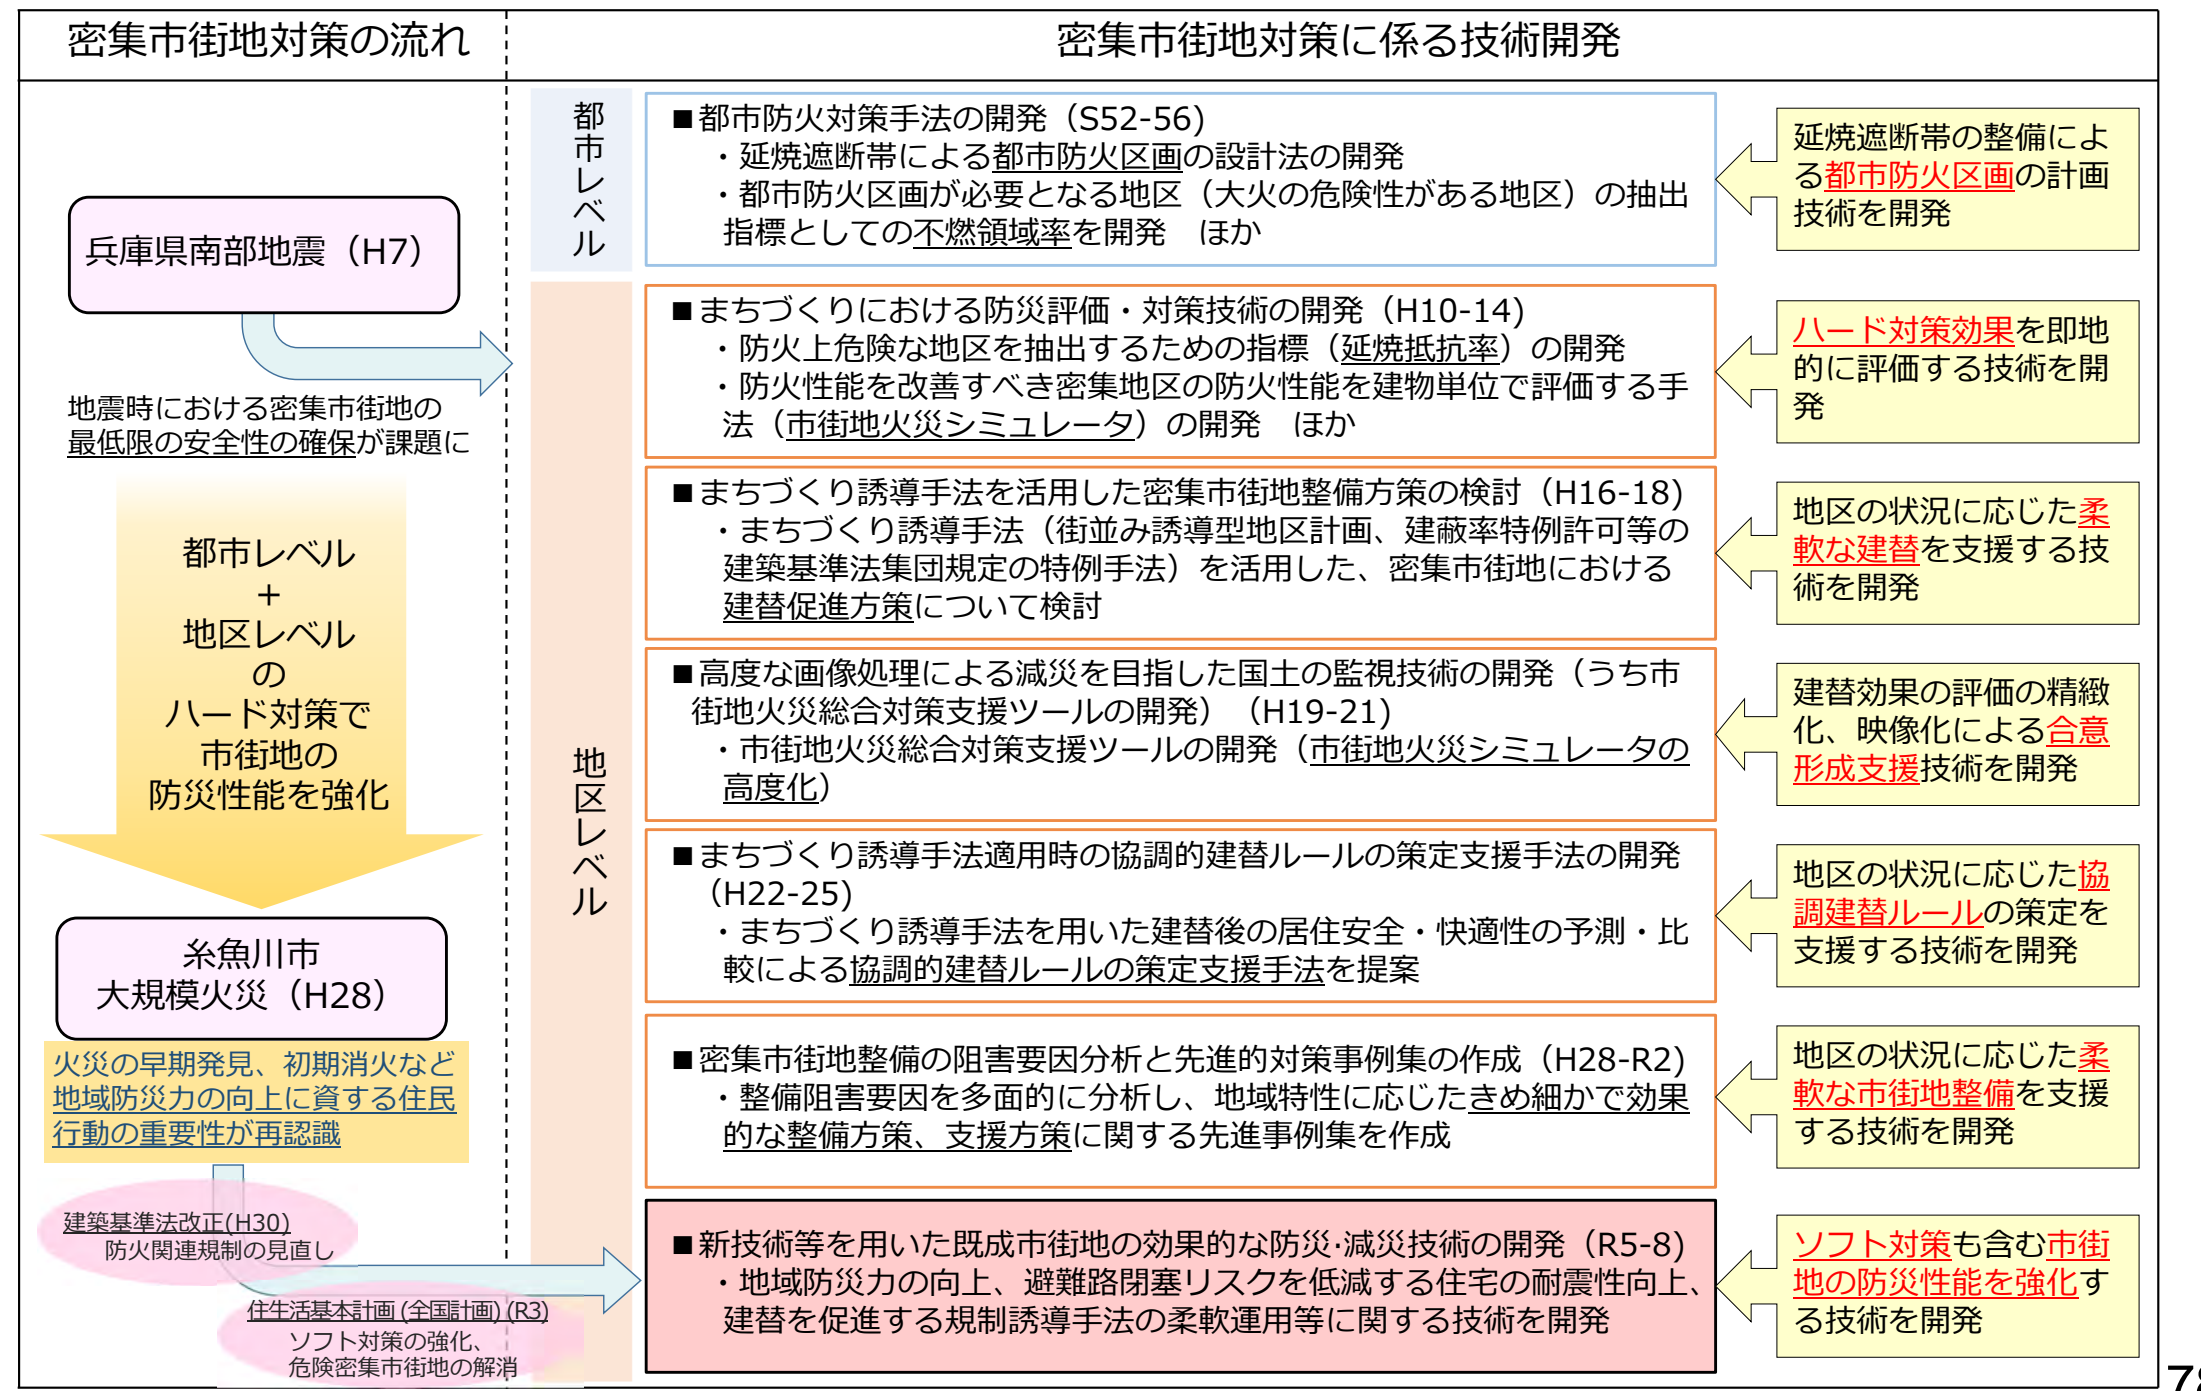 密集市街地対策の流れ
密集市街地対策に係る技術開発
兵庫県南部地震（H7）
地震時における密集市街地の
最低限の安全性の確保が課題に
都市レベル
＋
地区レベル
の
ハード対策で
市街地の
防災性能を強化
糸魚川市
大規模火災（H28）
火災の早期発見、初期消火など
地域防災力の向上に資する住民
行動の重要性が再認識
建築基準法改正(H30)
防火関連規制の見直し
住生活基本計画(全国計画)(R3)
ソフト対策の強化、
危険密集市街地の解消
都市レベル
■都市防火対策手法の開発（S52-56)
・延焼遮断帯による都市防火区画の設計法の開発
・都市防火区画が必要となる地区（大火の危険性がある地区）の抽出
指標としての不燃領域率を開発　ほか
延焼遮断帯の整備によ
る都市防火区画の計画
技術を開発
地区レベル
■まちづくりにおける防災評価・対策技術の開発（H10-14)
・防火上危険な地区を抽出するための指標（延焼抵抗率）の開発
・防火性能を改善すべき密集地区の防火性能を建物単位で評価する手
法（市街地火災シミュレータ）の開発　ほか
ハード対策効果を即地
的に評価する技術を開
発
■まちづくり誘導手法を活用した密集市街地整備方策の検討（H16-18)
・まちづくり誘導手法（街並み誘導型地区計画、建蔽率特例許可等の
建築基準法集団規定の特例手法）を活用した、密集市街地における
建替促進方策について検討
地区の状況に応じた柔
軟な建替を支援する技
術を開発
■高度な画像処理による減災を目指した国土の監視技術の開発（うち市
街地火災総合対策支援ツールの開発）（H19-21)
・市街地火災総合対策支援ツールの開発（市街地火災シミュレータの
高度化）
建替効果の評価の精緻
化、映像化による合意
形成支援技術を開発
■まちづくり誘導手法適用時の協調的建替ルールの策定支援手法の開発
（H22-25)
・まちづくり誘導手法を用いた建替後の居住安全・快適性の予測・比
較による協調的建替ルールの策定支援手法を提案
地区の状況に応じた協
調建替ルールの策定を
支援する技術を開発
■密集市街地整備の阻害要因分析と先進的対策事例集の作成（H28-R2)
・整備阻害要因を多面的に分析し、地域特性に応じたきめ細かで効果
的な整備方策、支援方策に関する先進事例集を作成
地区の状況に応じた柔
軟な市街地整備を支援
する技術を開発
■新技術等を用いた既成市街地の効果的な防災･減災技術の開発（R5-8)
・地域防災力の向上、避難路閉塞リスクを低減する住宅の耐震性向上、
建替を促進する規制誘導手法の柔軟運用等に関する技術を開発
ソフト対策も含む市街
地の防災性能を強化す
る技術を開発